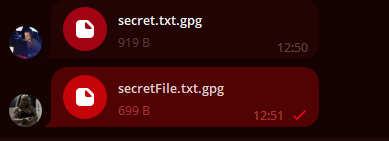 secret.txt.gpg
919 B
12:50
secretFile.txt.gpg
699 B
12:51